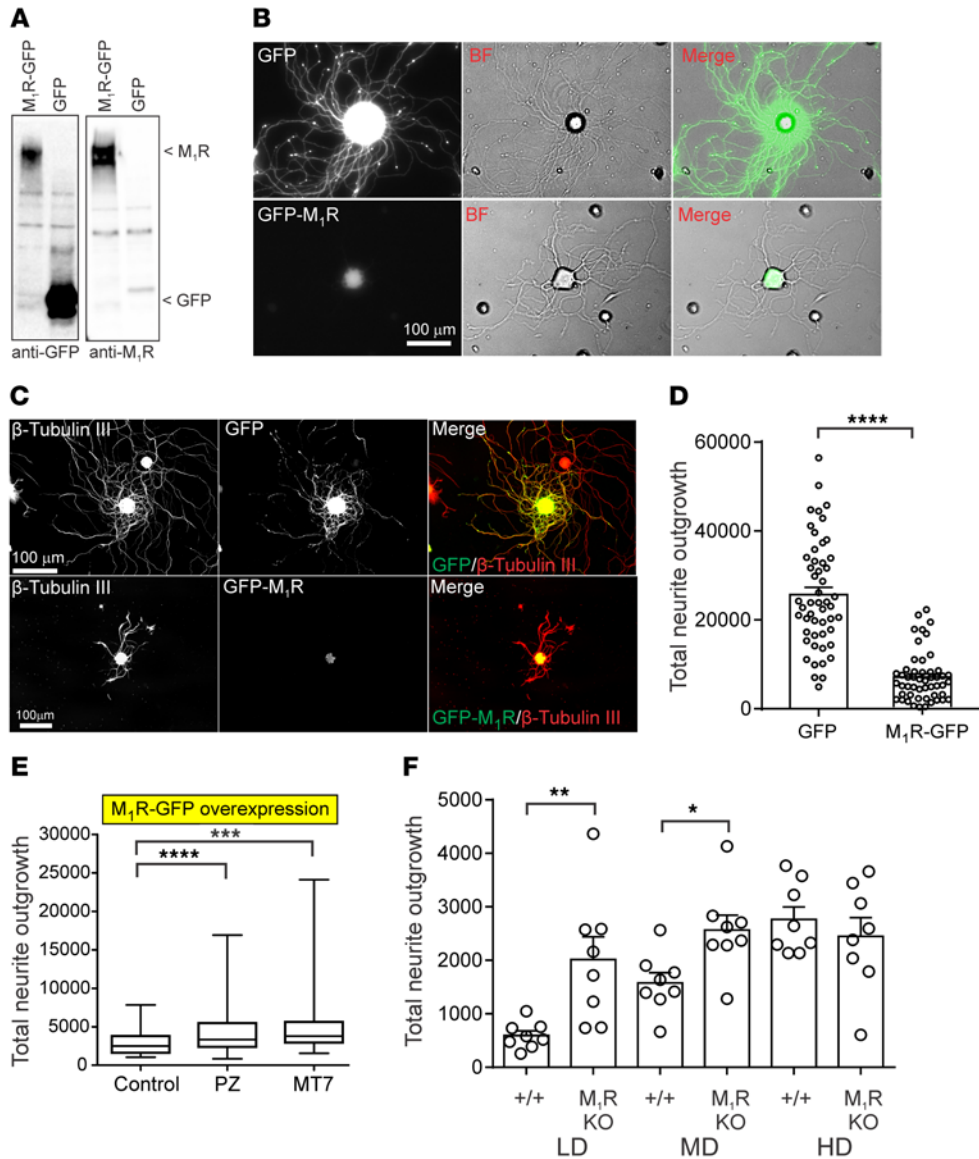 A
M₁R-GFP
GFP
M₁R-GFP
GFP
< M₁R
< GFP
anti-GFP
anti-M₁R
B
GFP
BF
Merge
GFP-M₁R
BF
Merge
100 μm
C
β-Tubulin III
GFP
Merge
100 μm
GFP/β-Tubulin III
β-Tubulin III
GFP-M₁R
Merge
100μm
GFP-M₁R/β-Tubulin III
D
****
Total neurite outgrowth
60000
40000
20000
0
GFP
M₁R-GFP
E
M₁R-GFP overexpression
***
****
Total neurite outgrowth
30000
25000
20000
15000
10000
5000
0
Control
PZ
MT7
F
**
*
Total neurite outgrowth
5000
4000
3000
2000
1000
0
+/+
M₁R
KO
+/+
M₁R
KO
+/+
M₁R
KO
LD
MD
HD